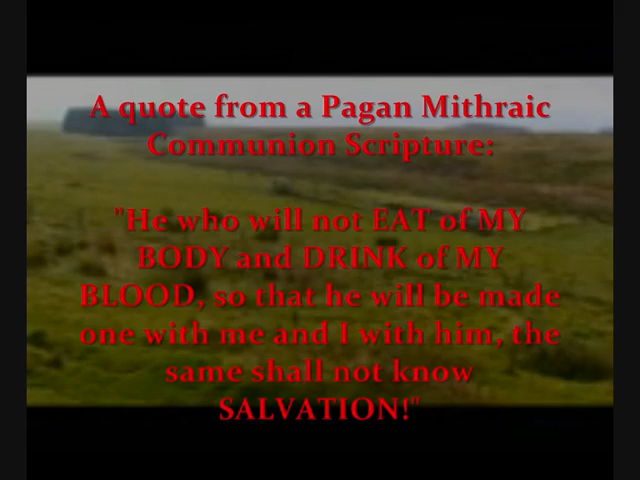 A quote from a Pagan Mithraic
Communion Scripture:
"He who will not EAT of MY
BODY and DRINK of MY
BLOOD, so that he will be made
one with me and I with him, the
same shall not know
SALVATION!"